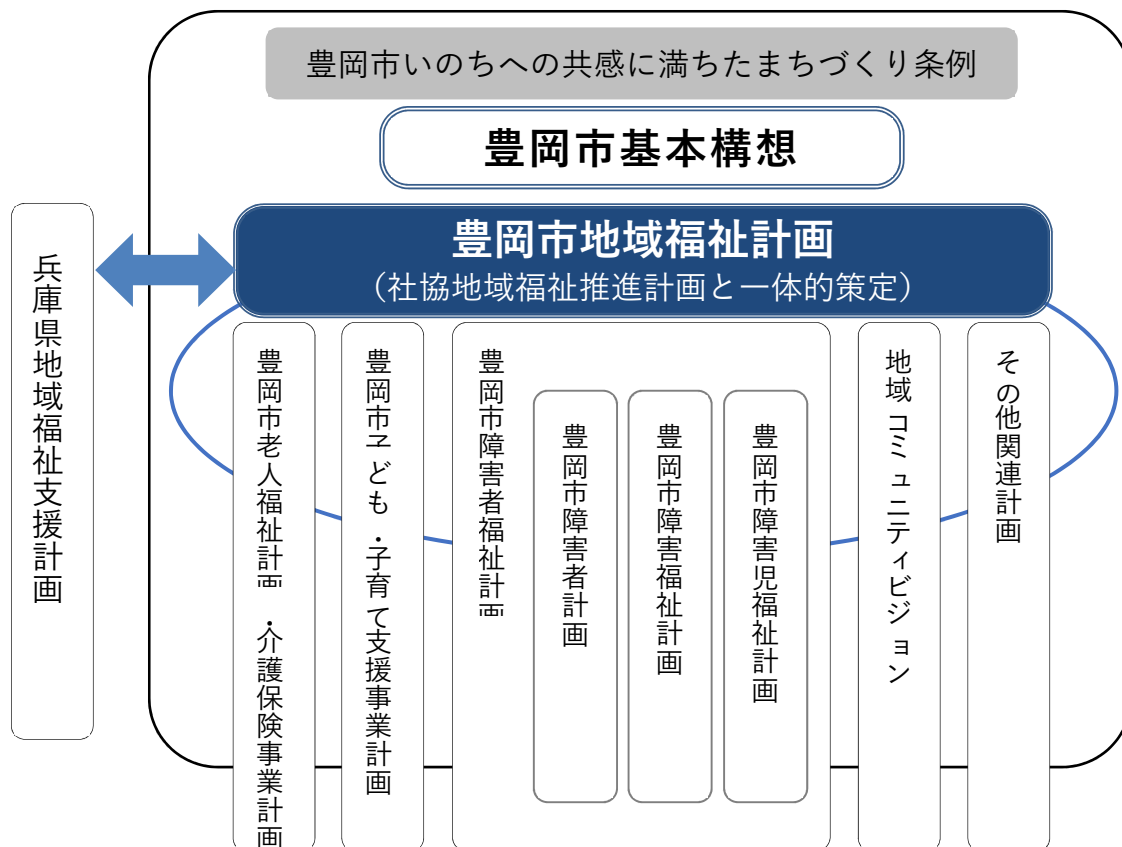 豊岡市いのちへの共感に満ちたまちづくり条例
豊岡市基本構想
豊岡市地域福祉計画
（社協地域福祉推進計画と一体的策定）
兵庫県地域福祉支援計画
豊岡市老人福祉計画・介護保険事業計画
豊岡市子ども・子育て支援事業計画
豊岡市障害者福祉計画
豊岡市障害者計画
豊岡市障害福祉計画
豊岡市障害児福祉計画
地域コミュニティビジョン
その他関連計画